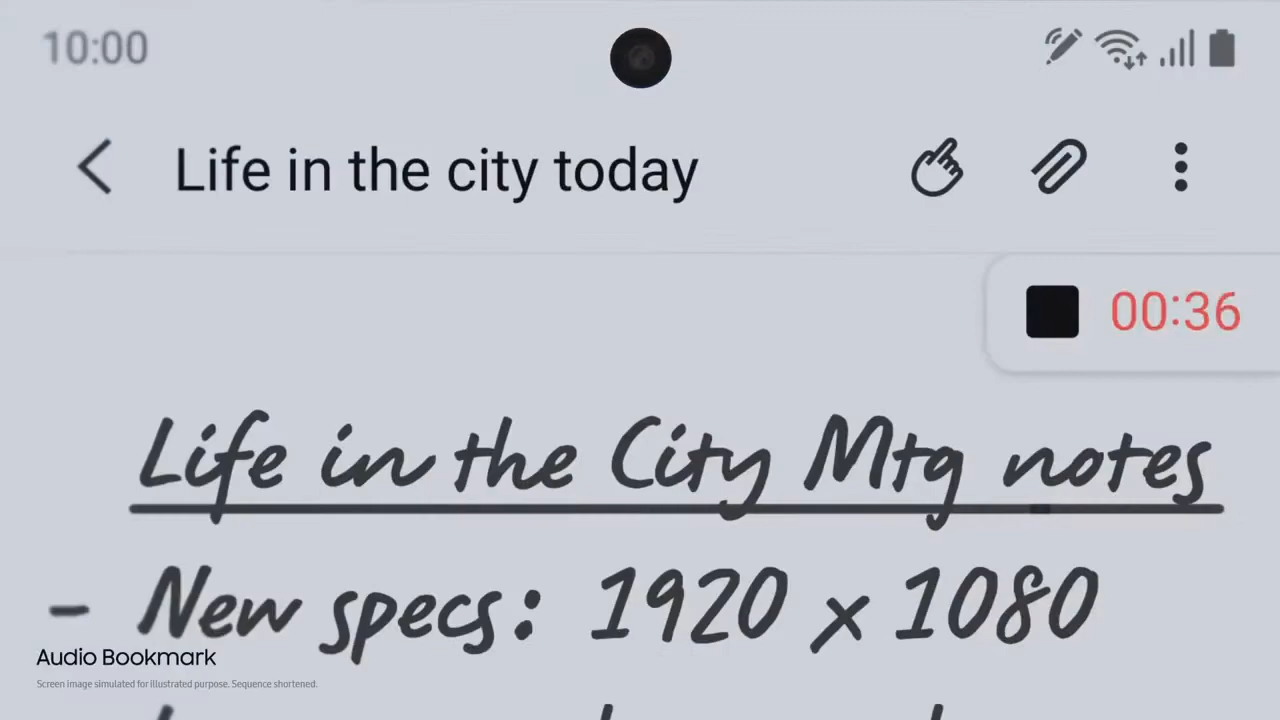 10:00
Life in the city today
00:36
Life in the City Mtg notes
- New specs: 1920 x 1080
Audio Bookmark
Screen image simulated for illustrated purpose. Sequence shortened.